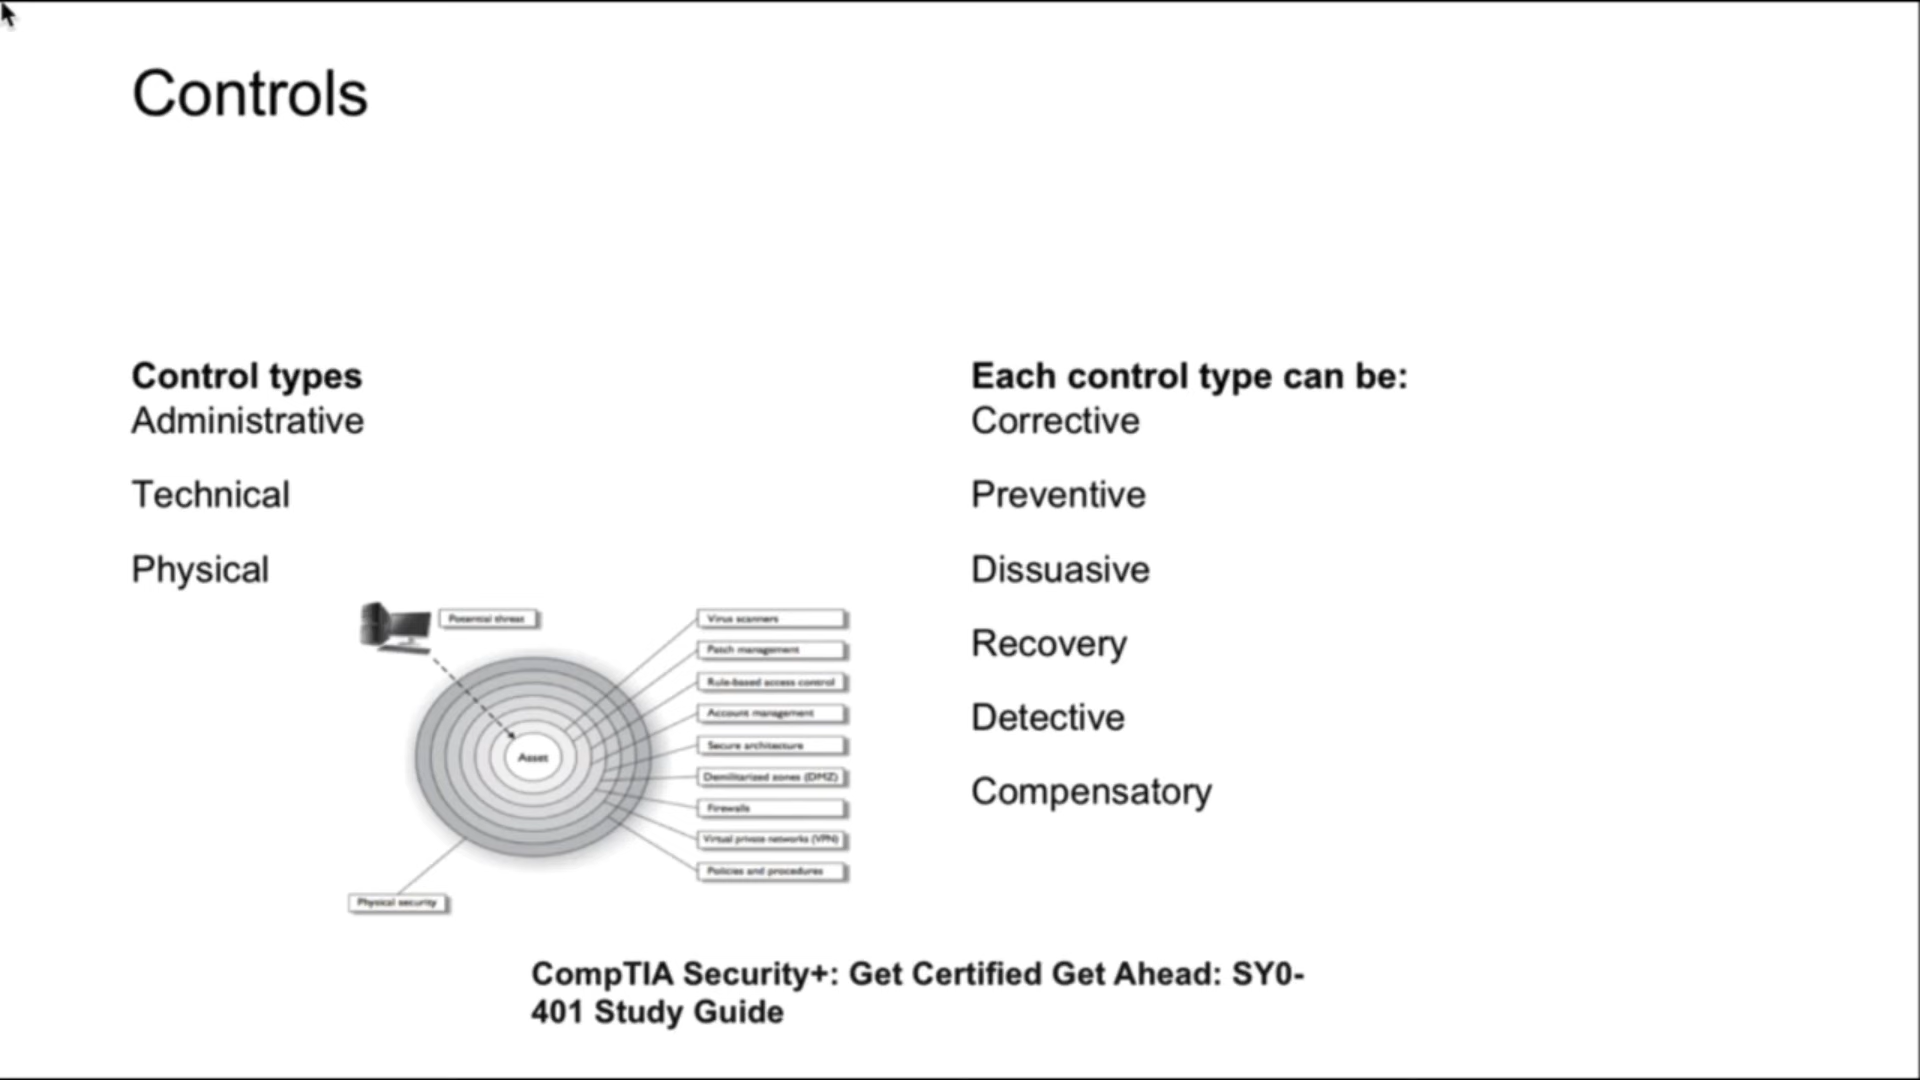 Controls
Control types
Administrative
Technical
Physical
Each control type can be:
Corrective
Preventive
Dissuasive
Recovery
Detective
Compensatory
Potential threat
Asset
Physical security
Virus scanners
Patch management
Rule-based access control
Account management
Secure architecture
Demilitarized zones (DMZ)
Firewalls
Virtual private networks (VPN)
Policies and procedures
CompTIA Security+: Get Certified Get Ahead: SY0-
401 Study Guide